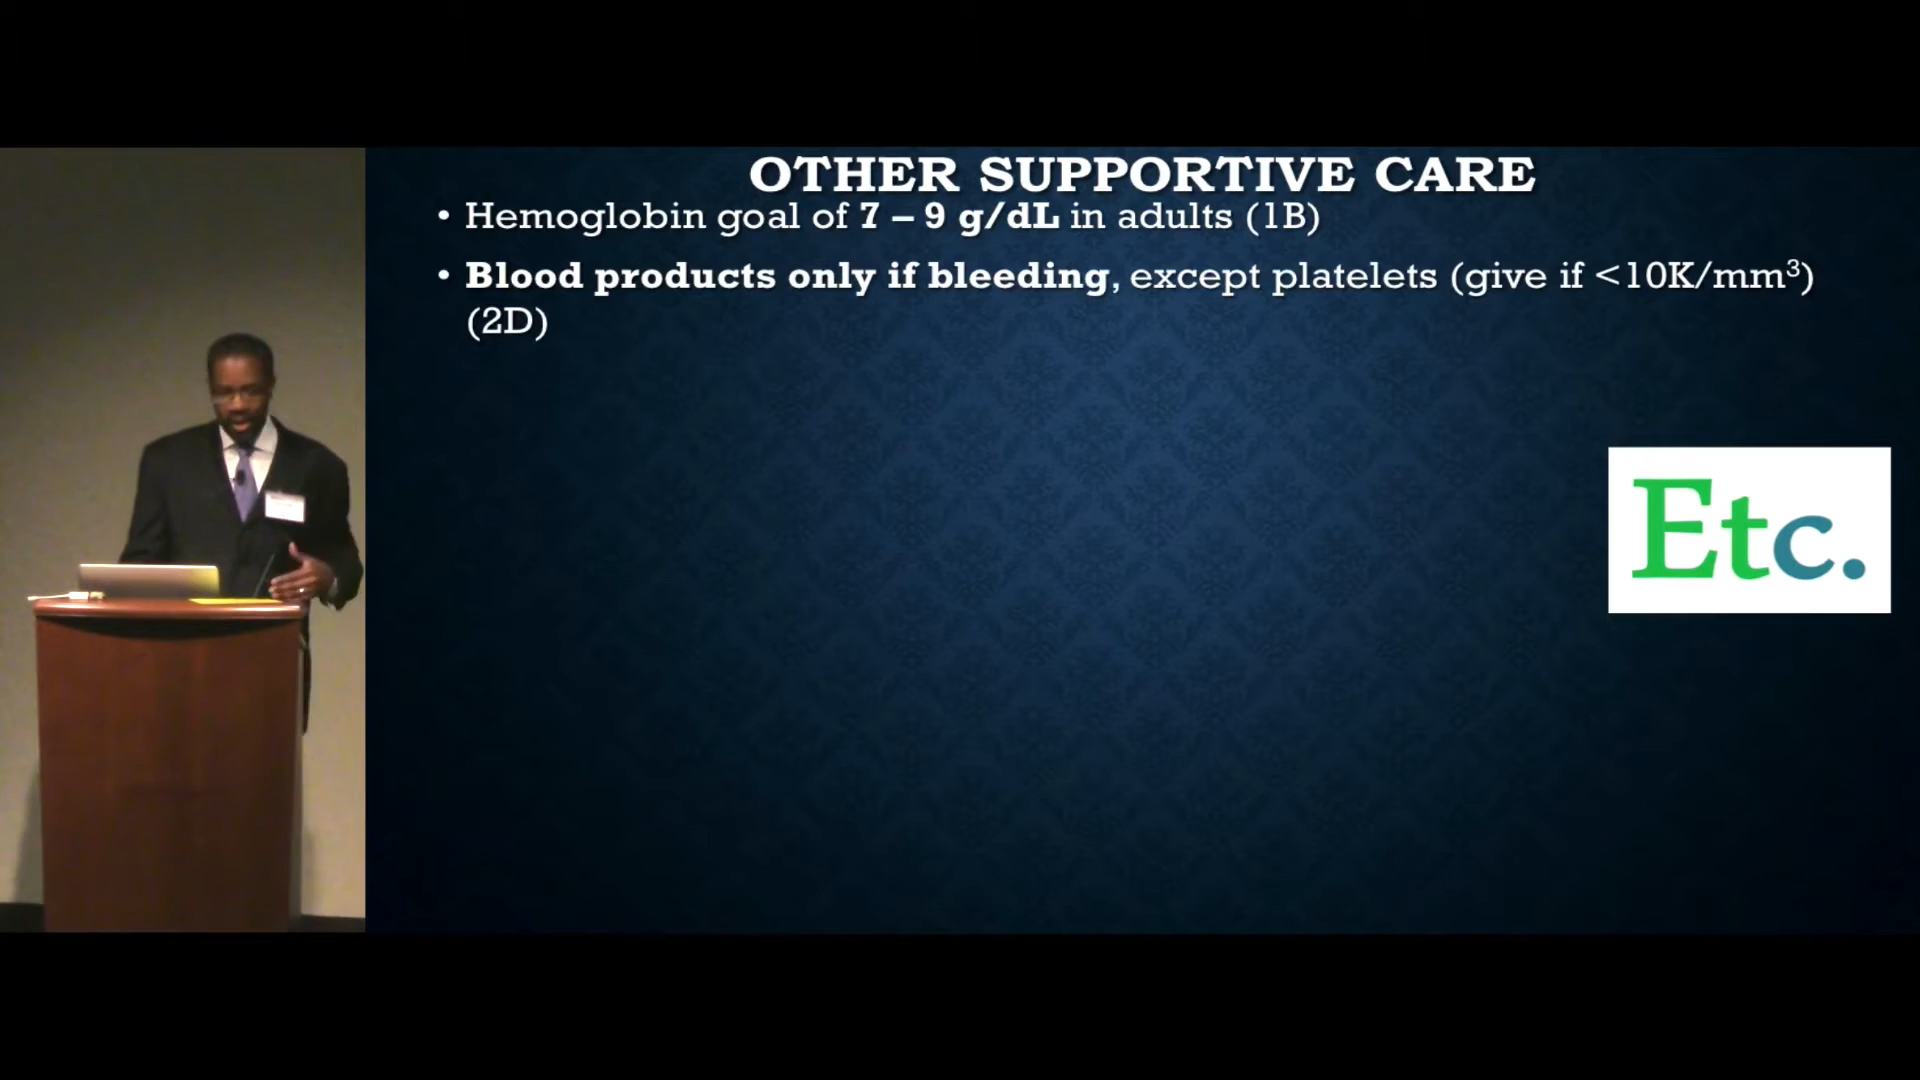 OTHER SUPPORTIVE CARE
• Hemoglobin goal of 7 – 9 g/dL in adults (1B)
• Blood products only if bleeding, except platelets (give if <10K/mm³)
(2D)
Etc.